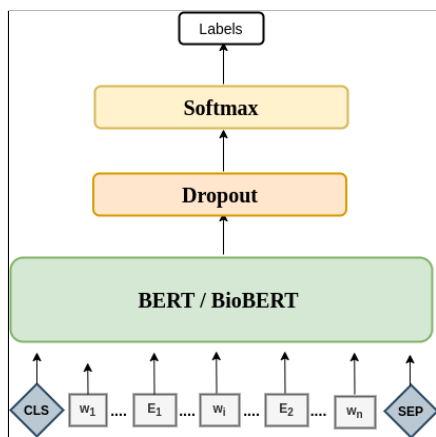 Labels
Softmax
Dropout
BERT / BioBERT
CLS w1 .... E1 .... wi .... E2 .... wn SEP